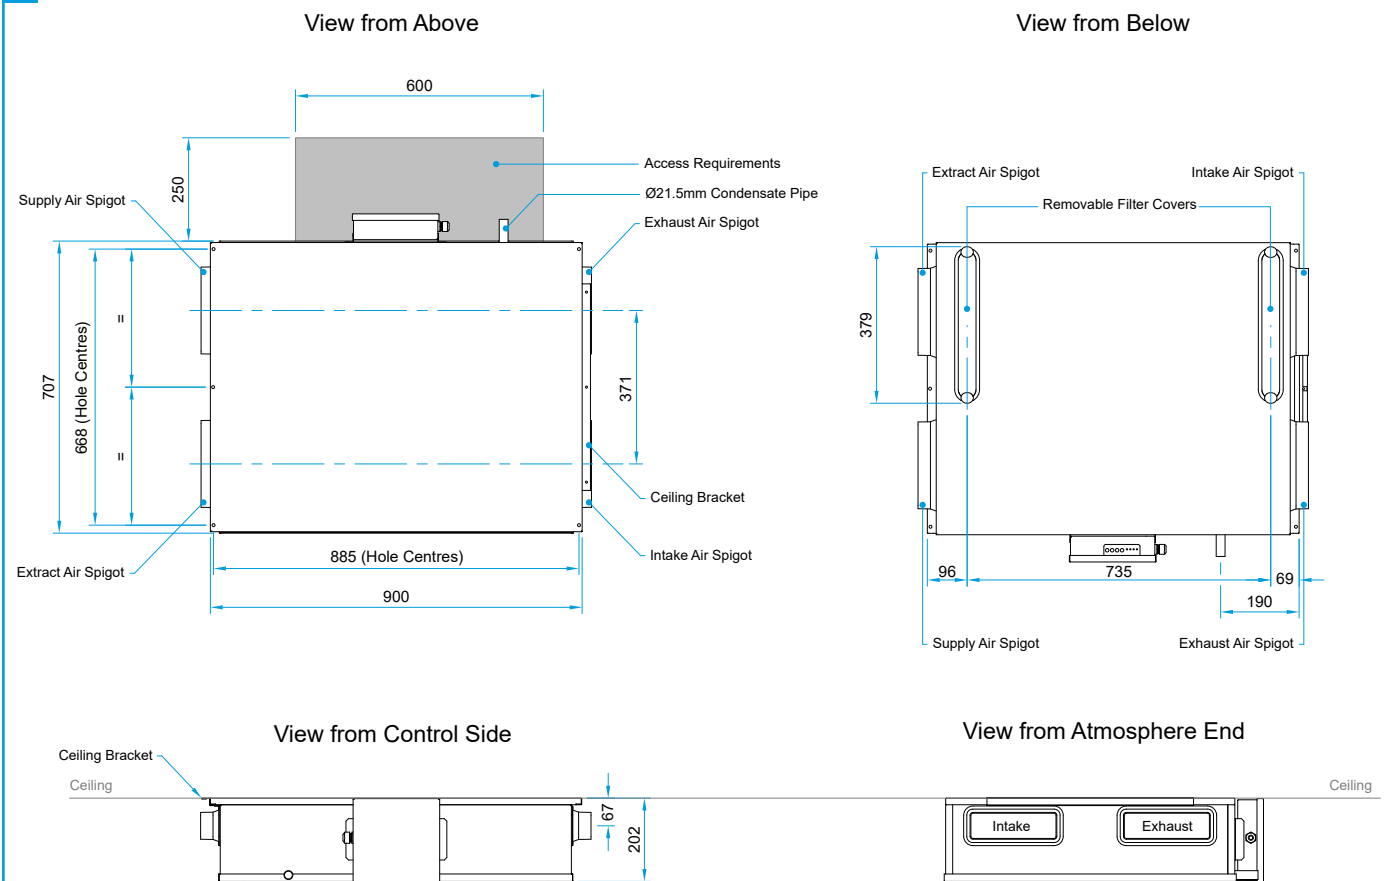 View from Above
View from Below
600
250
Access Requirements
Ø21.5mm Condensate Pipe
Supply Air Spigot
Exhaust Air Spigot
707
668 (Hole Centres)
=
=
371
Ceiling Bracket
Extract Air Spigot
885 (Hole Centres)
Intake Air Spigot
900
Extract Air Spigot
Intake Air Spigot
Removable Filter Covers
379
96
735
69
190
Supply Air Spigot
Exhaust Air Spigot
View from Control Side
View from Atmosphere End
Ceiling Bracket
Ceiling
67
202
Ceiling
Intake
Exhaust